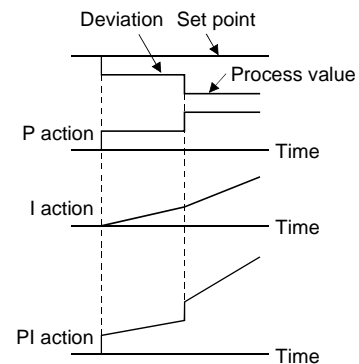 Deviation Set point
Process value
P action
Time
I action
Time
PI action
Time